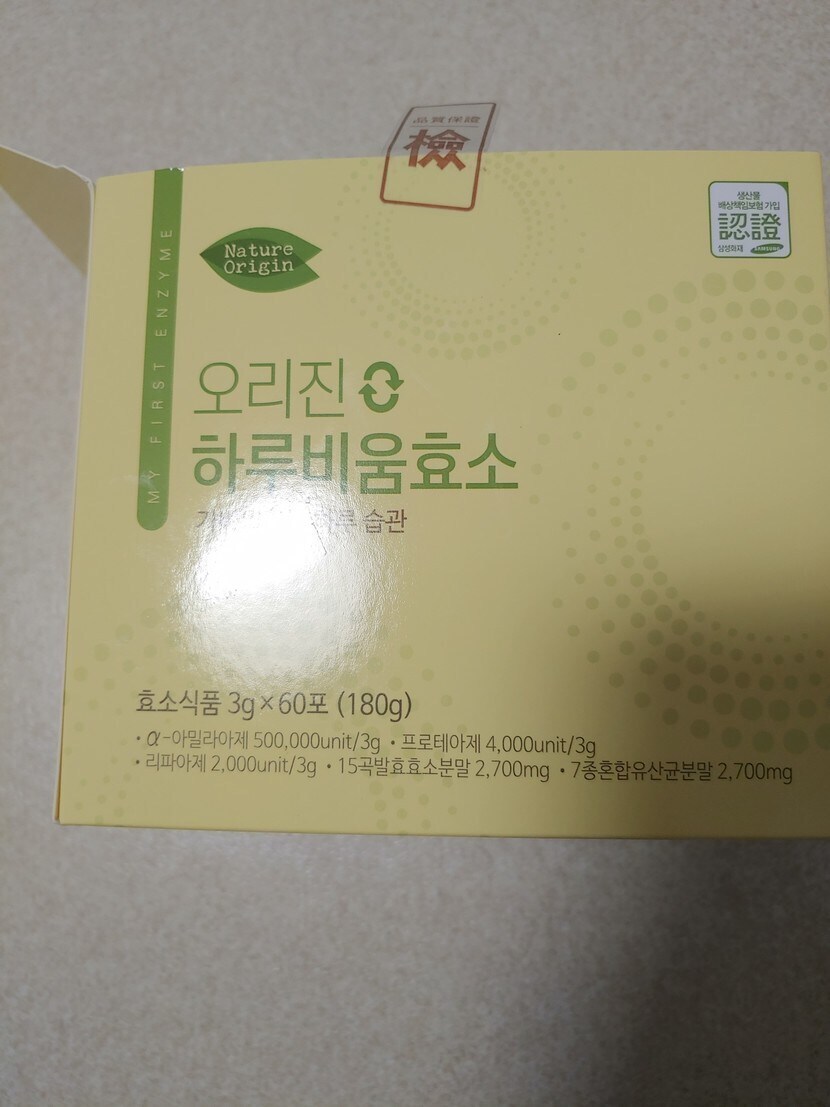 品質保證
檢
생산물
배상책임보험 가입
認證
삼성화재 SAMSUNG
MY FIRST ENZYME
Nature
Origin
오리진
하루비움효소
습관
효소식품 3g×60포 (180g)
·α-아밀라아제 500,000unit/3g ·프로테아제 4,000unit/3g
·리파아제 2,000unit/3g ·15곡발효효소분말 2,700mg ·7종혼합유산균분말 2,700mg